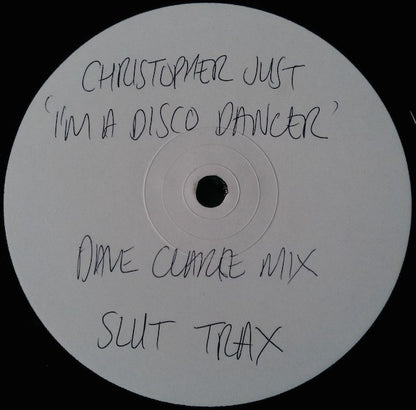 CHRISTOPHER JUST
'I'M A DISCO DANCER'
DAVE CLARKE MIX
SLUT TRAX